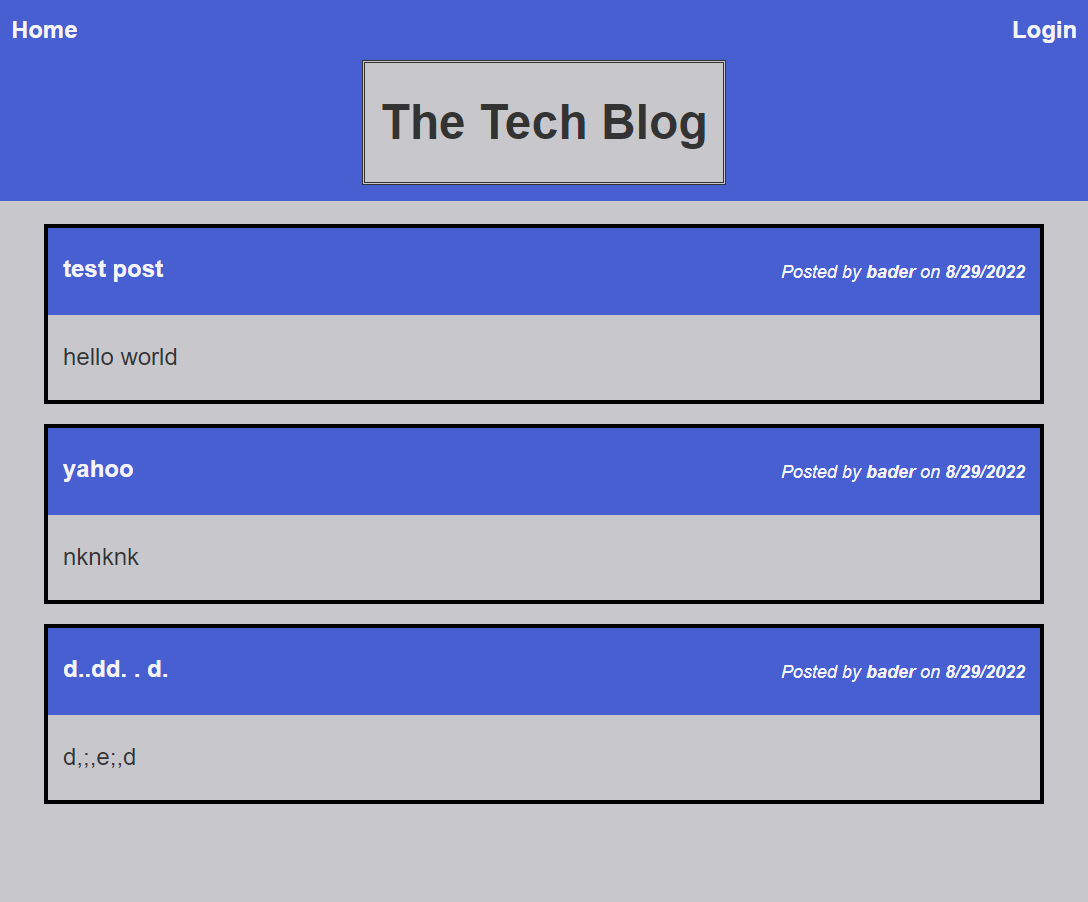 Home Login
The Tech Blog
test post Posted by bader on 8/29/2022
hello world
yahoo Posted by bader on 8/29/2022
nknknk
d..dd. . d. Posted by bader on 8/29/2022
d,;,e;,d